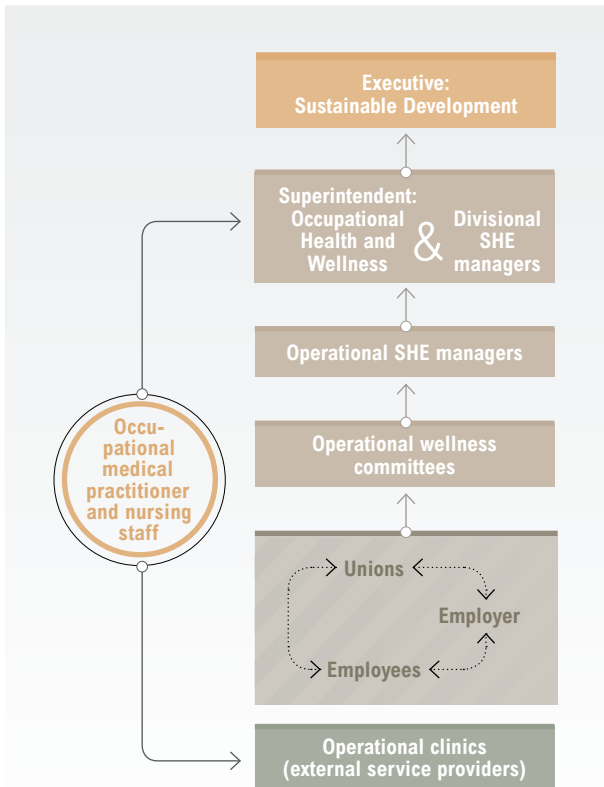 Executive:
Sustainable Development
Superintendent:
Occupational
Health and
Wellness
&
Divisional
SHE
managers
Operational SHE managers
Operational wellness
committees
Occu-
pational
medical
practitioner
and nursing
staff
Unions
Employer
Employees
Operational clinics
(external service providers)